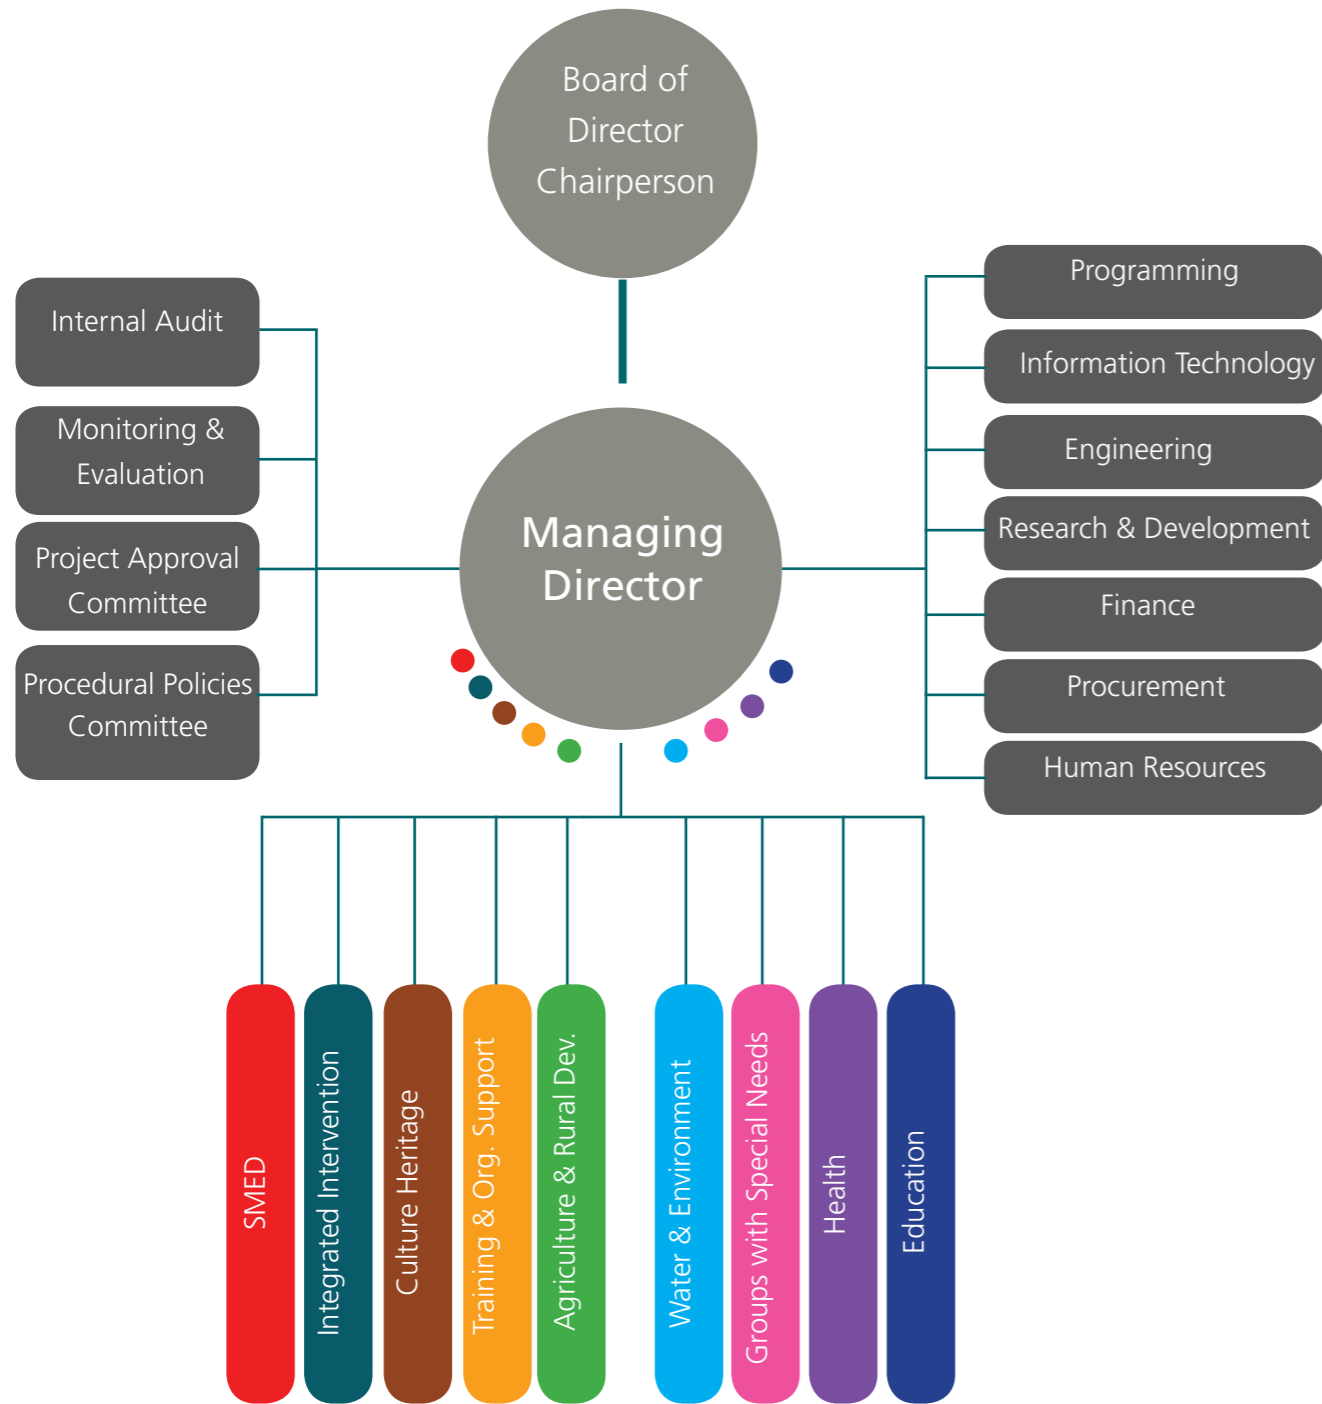 Board of
Director
Chairperson
Internal Audit
Monitoring &
Evaluation
Project Approval
Committee
Procedural Policies
Committee
Managing
Director
Programming
Information Technology
Engineering
Research & Development
Finance
Procurement
Human Resources
SMED
Integrated Intervention
Culture Heritage
Training & Org. Support
Agriculture & Rural Dev.
Water & Environment
Groups with Special Needs
Health
Education